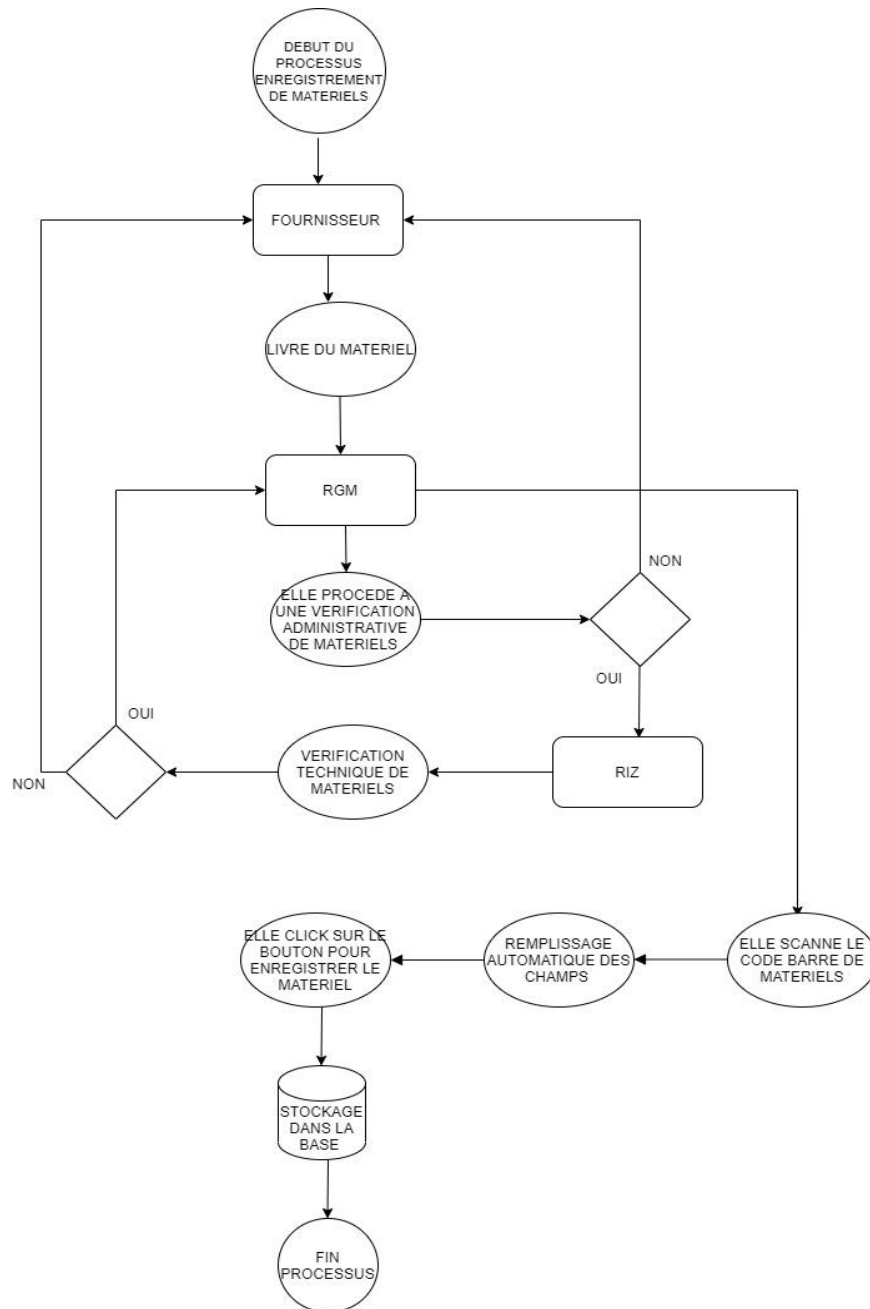 DEBUT DU
PROCESSUS
ENREGISTREMENT
DE MATERIELS
FOURNISSEUR
LIVRE DU MATERIEL
RGM
NON
ELLE PROCEDE A
UNE VERIFICATION
ADMINISTRATIVE
DE MATERIELS
OUI
OUI
VERIFICATION
TECHNIQUE DE
MATERIELS
RIZ
NON
ELLE CLICK SUR LE
BOUTON POUR
ENREGISTRER LE
MATERIEL
REMPLISSAGE
AUTOMATIQUE DES
CHAMPS
ELLE SCANNE LE
CODE BARRE DE
MATERIELS
STOCKAGE
DANS LA
BASE
FIN
PROCESSUS